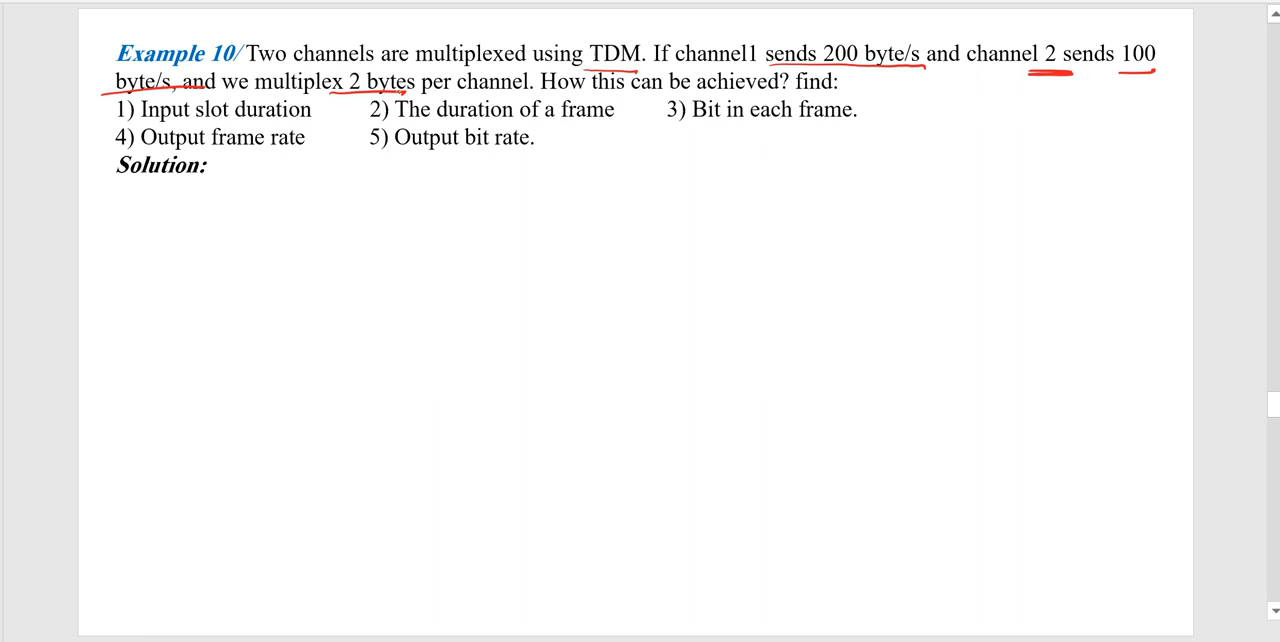 Example 10/ Two channels are multiplexed using TDM. If channel1 sends 200 byte/s and channel 2 sends 100
byte/s, and we multiplex 2 bytes per channel. How this can be achieved? find:
1) Input slot duration 2) The duration of a frame 3) Bit in each frame.
4) Output frame rate 5) Output bit rate.
Solution: